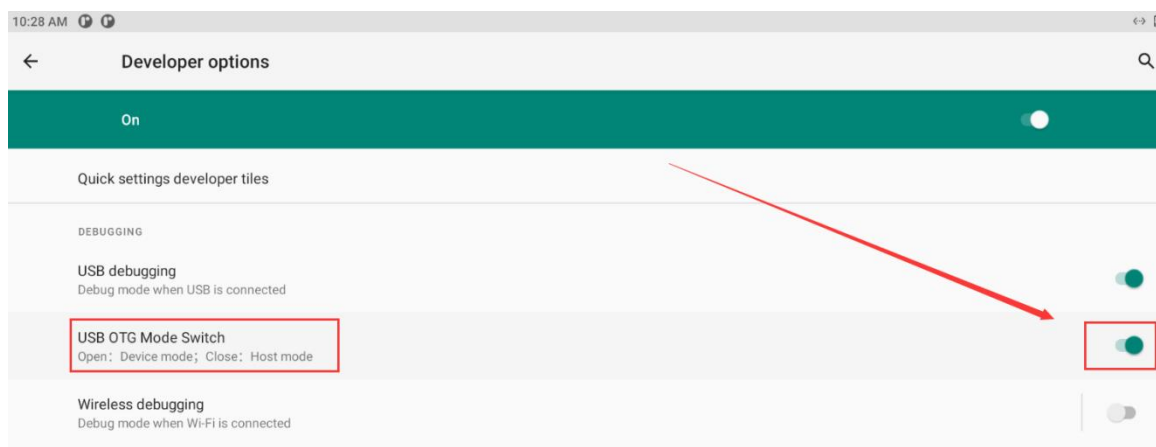 10:28 AM
Developer options
On
Quick settings developer tiles
DEBUGGING
USB debugging
Debug mode when USB is connected
USB OTG Mode Switch
Open：Device mode；Close：Host mode
Wireless debugging
Debug mode when Wi-Fi is connected